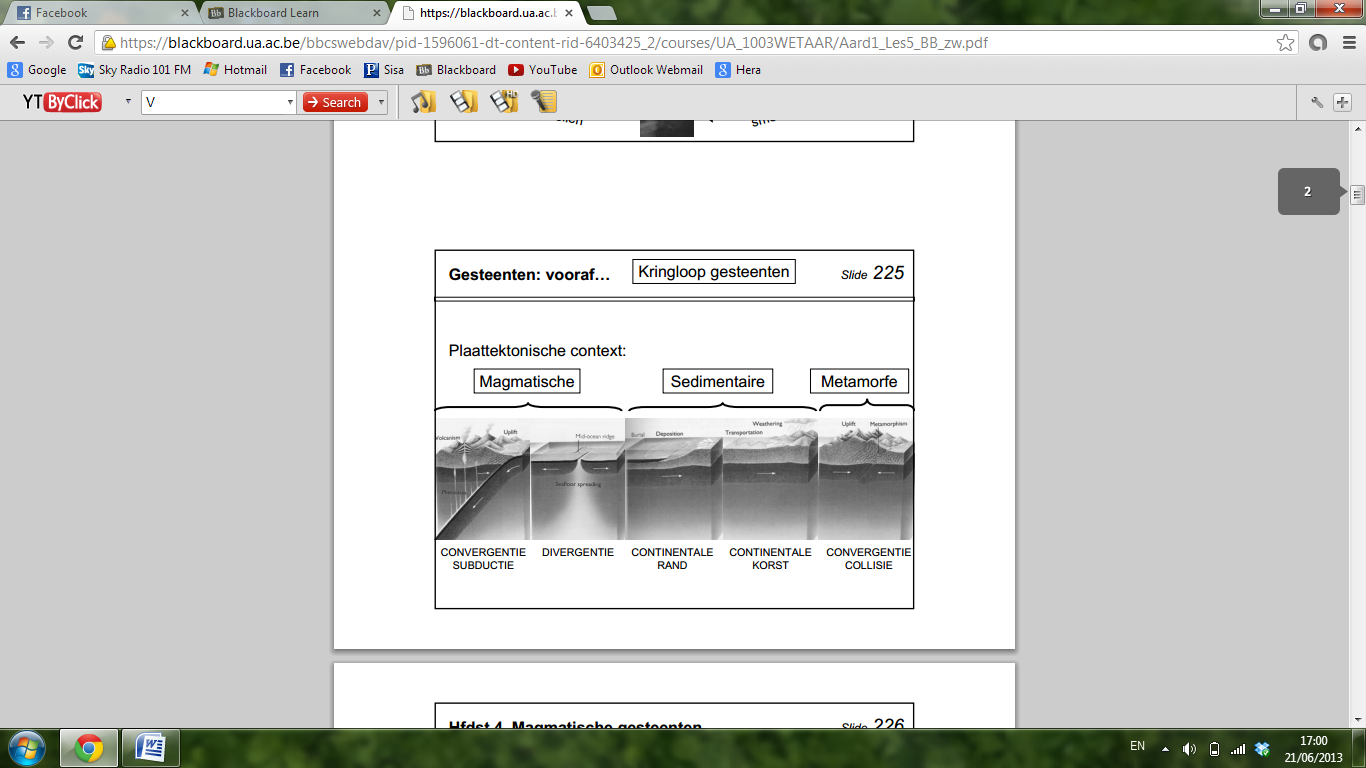 Facebook
Blackboard Learn
https://blackboard.ua.ac.b
https://blackboard.ua.ac.be/bbcswebdav/pid-1596061-dt-content-rid-6403425_2/courses/UA_1003WETAAR/Aard1_Les5_BB_zw.pdf
Google Sky Radio 101 FM Hotmail Facebook Sisa Blackboard YouTube Outlook Webmail Hera
YT ByClick V Search
2
Gesteenten: vooraf… Kringloop gesteenten Slide 225
Plaattektonische context:
Magmatische Sedimentaire Metamorfe
Volcanism Uplift Mid-ocean ridge Burial Deposition Transportation Weathering Uplift Metamorphism
Seafloor spreading
CONVERGENTIE DIVERGENTIE CONTINENTALE CONTINENTALE CONVERGENTIE
SUBDUCTIE RAND KORST COLLISIE
Hfdst 4. Magmatische gesteenten Slide 226
EN 17:00
21/06/2013